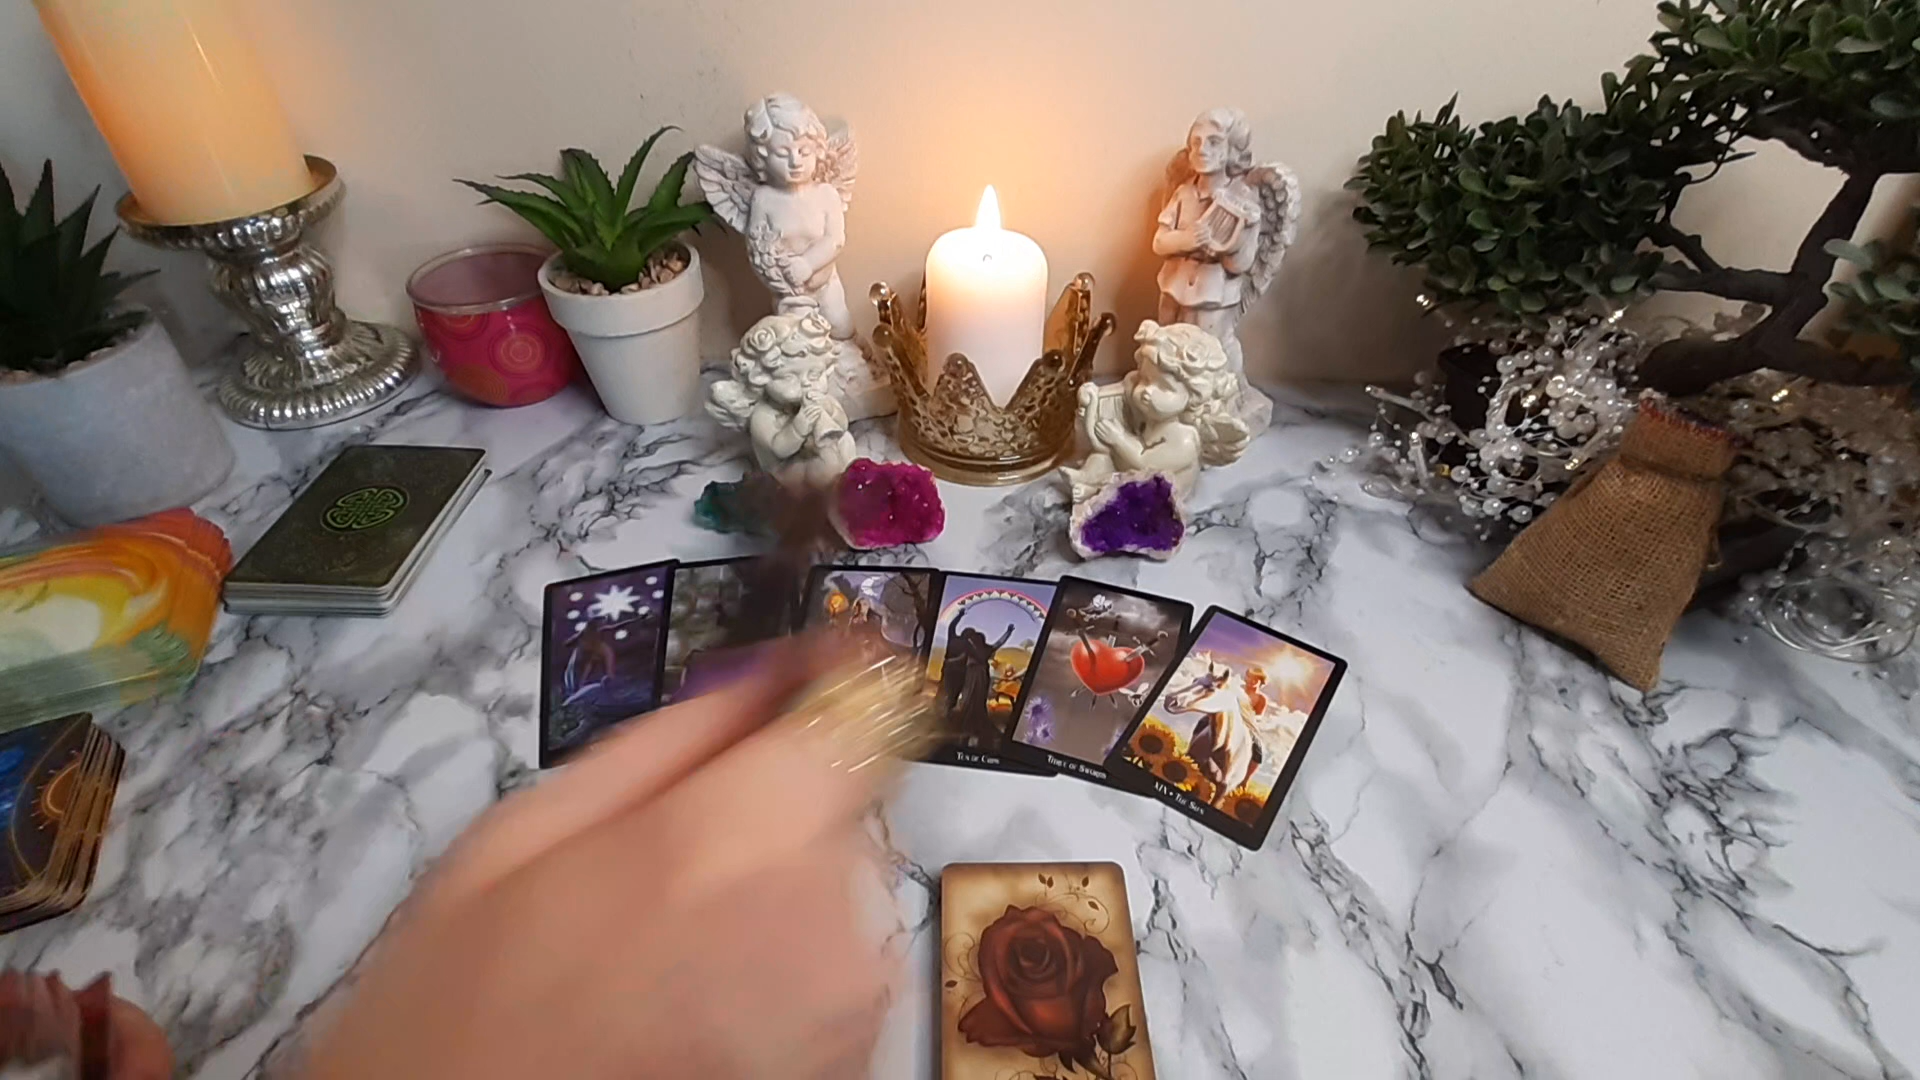 Ten of Cups
Three of Swords
XIX • The Sun